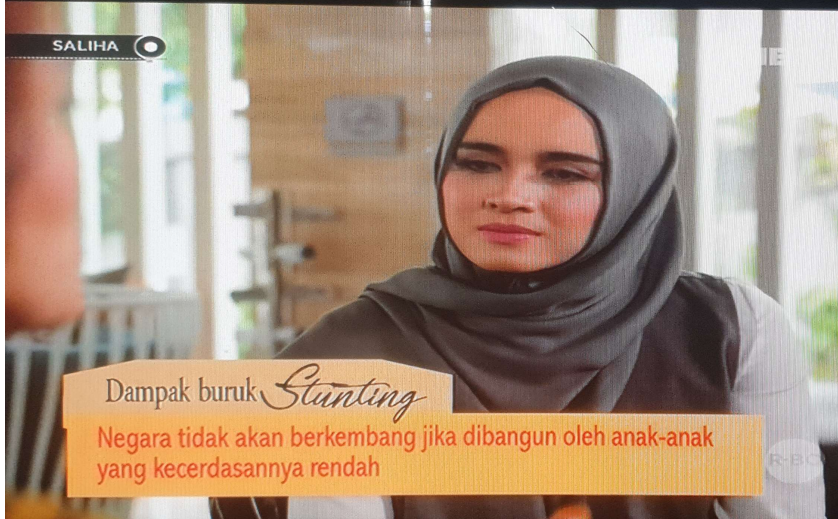 SALIHA
Dampak buruk Stunting
Negara tidak akan berkembang jika dibangun oleh anak-anak
yang kecerdasannya rendah